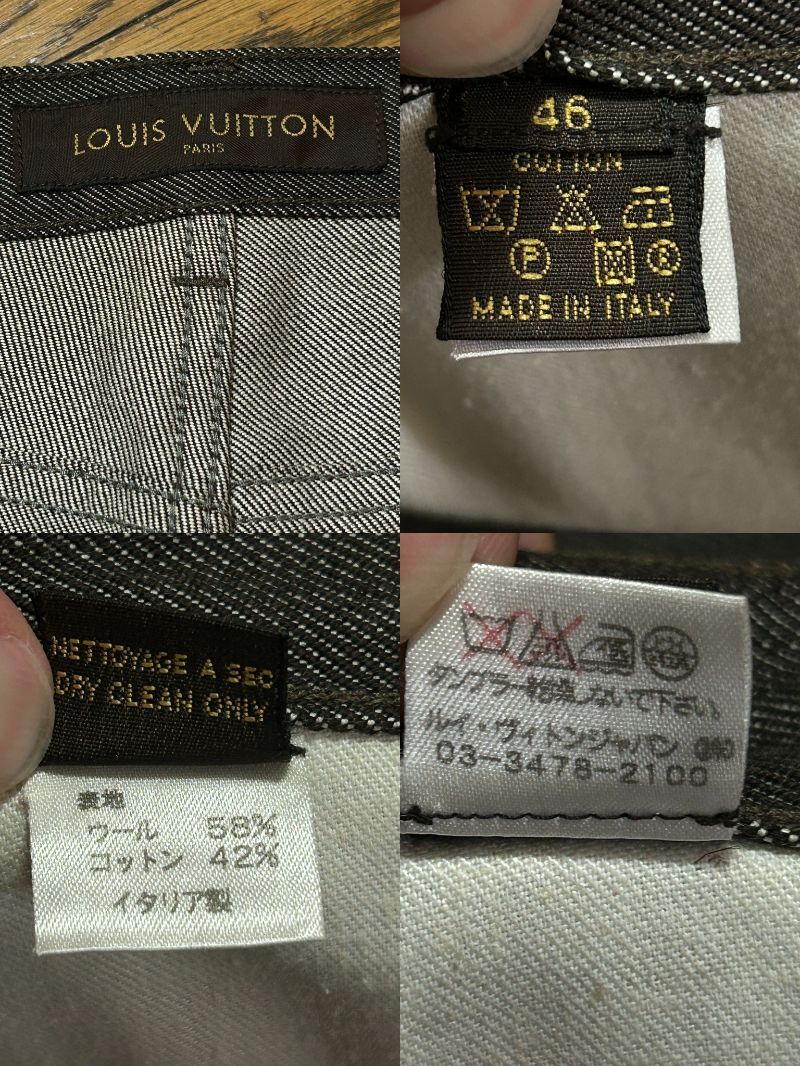 LOUIS VUITTON
PARIS
46
COTTON
P
R
MADE IN ITALY
NETTOYAGE A SEC
DRY CLEAN ONLY
表地
ウール 58%
コットン 42%
イタリア製
タンブラー乾燥しないで下さい。
ルイ・ヴィトンジャパン
03-3478-2100